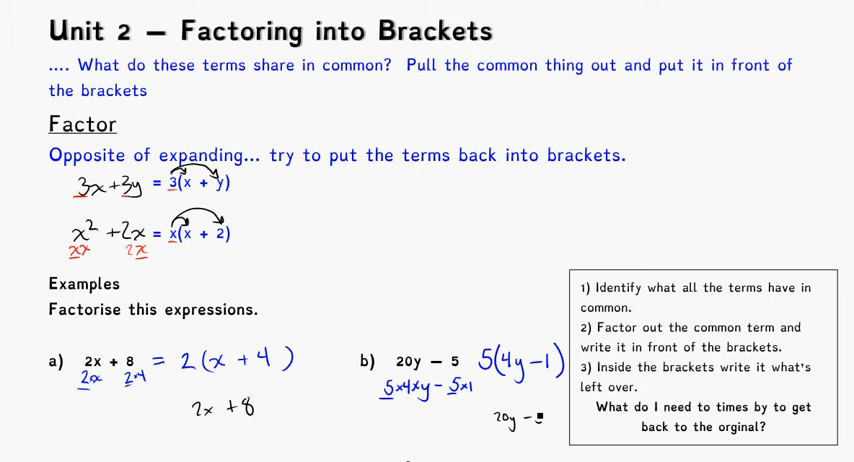 Unit 2 – Factoring into Brackets
.... What do these terms share in common? Pull the common thing out and put it in front of
the brackets
Factor
Opposite of expanding... try to put the terms back into brackets.
3x+3y = 3(x + y)
x² +2x = x(x + 2)
xx 2x
Examples
Factorise this expressions.
1) Identify what all the terms have in
common.
2) Factor out the common term and
write it in front of the brackets.
3) Inside the brackets write it what's
left over.
What do I need to times by to get
back to the orginal?
a) 2x + 8 = 2(x + 4)
2x 2·4
2x +8
b) 20y – 5 5(4y-1)
5×4×y - 5×1
20y -